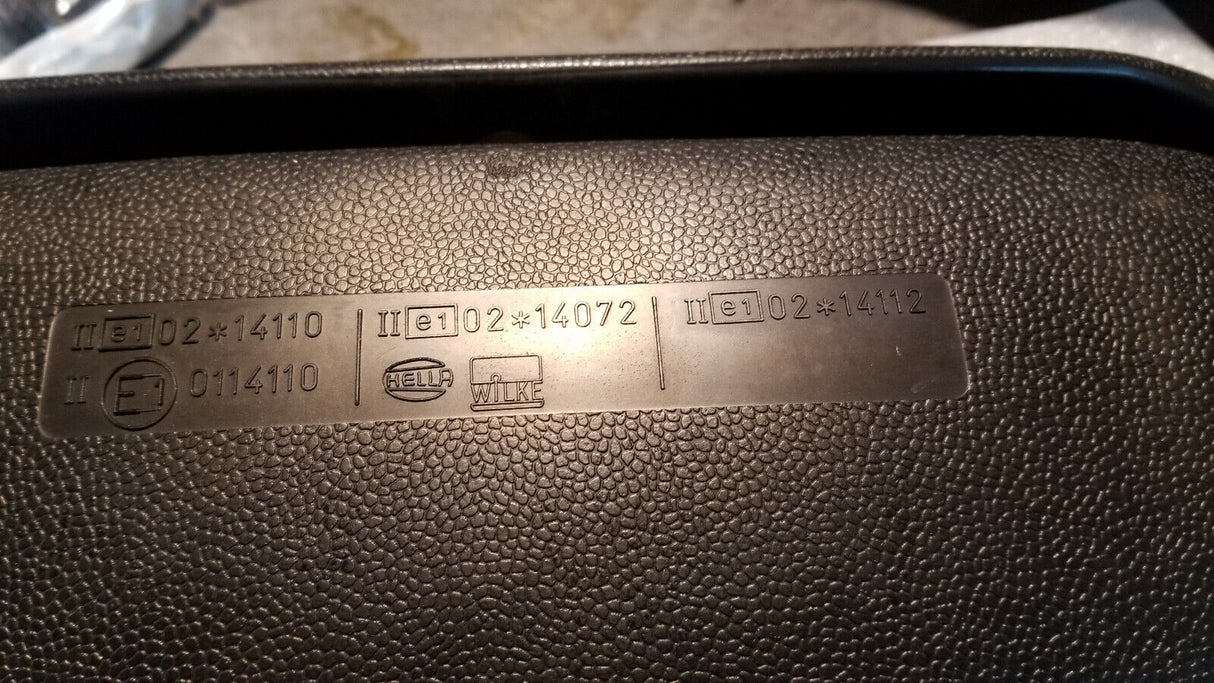 II e1 02*14110
II E1 0114110
II e1 02*14072
HELLA WILKE
II e1 02*14112